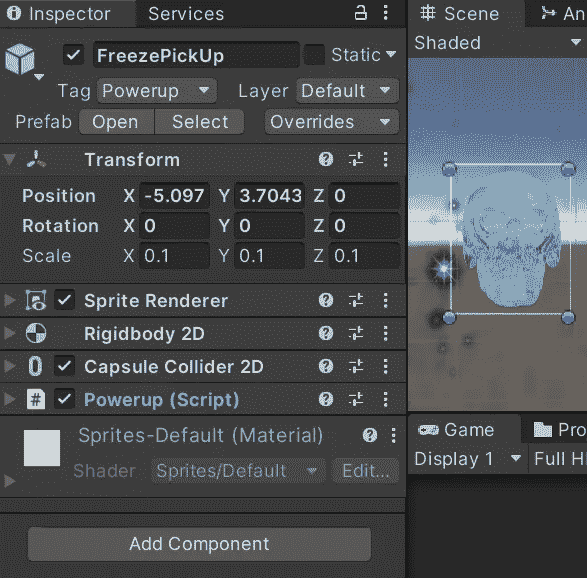 Inspector
Services
FreezePickUp
Static
Tag Powerup Layer Default
Prefab Open Select Overrides
Transform
Position X -5.097 Y 3.7043 Z 0
Rotation X 0 Y 0 Z 0
Scale X 0.1 Y 0.1 Z 0.1
Sprite Renderer
Rigidbody 2D
Capsule Collider 2D
# Powerup (Script)
Sprites-Default (Material)
Shader Sprites/Default Edit...
Add Component
Scene An
Shaded
Game Pro
Display 1 Full H